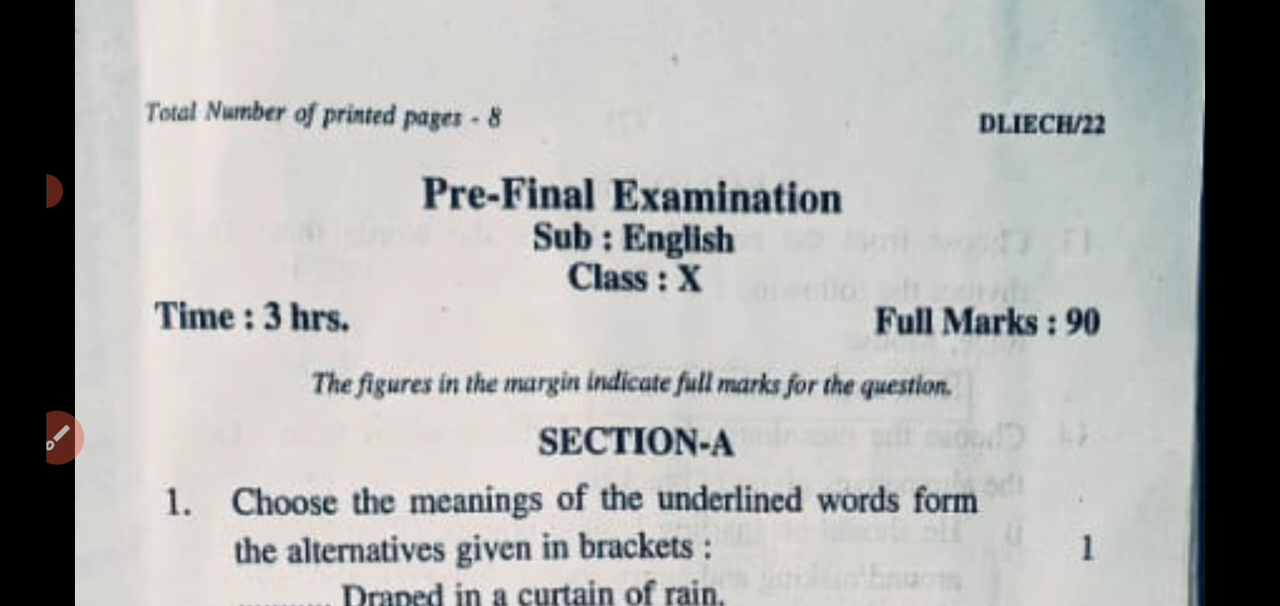 Total Number of printed pages - 8
DLIECH/22
Pre-Final Examination
Sub : English
Class : X
Time : 3 hrs.
Full Marks : 90
The figures in the margin indicate full marks for the question.
SECTION-A
1. Choose the meanings of the underlined words form
the alternatives given in brackets : 1
.......... Draped in a curtain of rain.